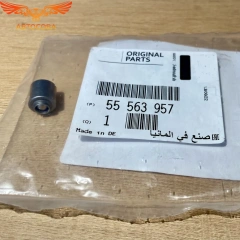 ORIGINAL
PARTS
(P) 55 563 957
(Q) 1
Made in DE
صنع في المانيا